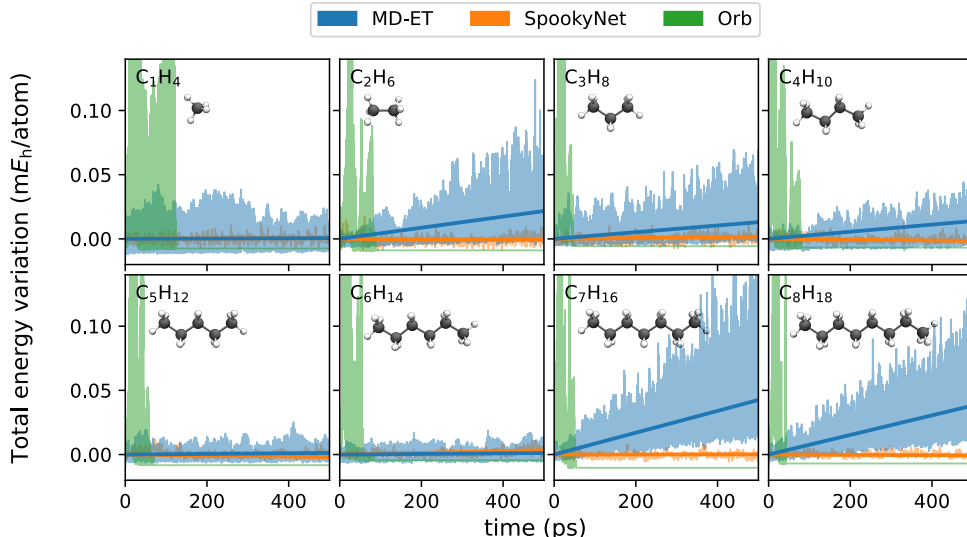 MD-ET SpookyNet Orb
Total energy variation (mE_h/atom)
C₁H₄ C₂H₆ C₃H₈ C₄H₁₀
0.10
0.05
0.00
C₅H₁₂ C₆H₁₄ C₇H₁₆ C₈H₁₈
0.10
0.05
0.00
0 200 400 0 200 400 0 200 400 0 200 400
time (ps)